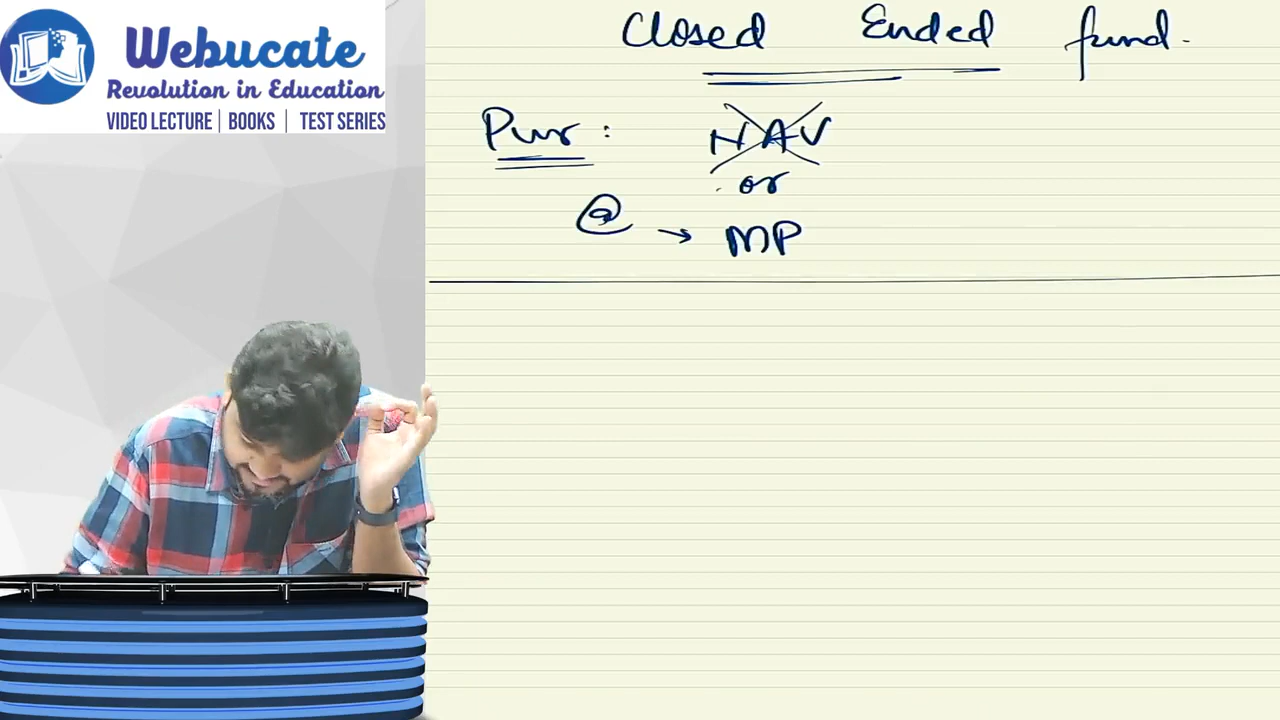 Webucate
Revolution in Education
VIDEO LECTURE | BOOKS | TEST SERIES
Closed Ended fund.
Pur : NAV
or
@ → MP